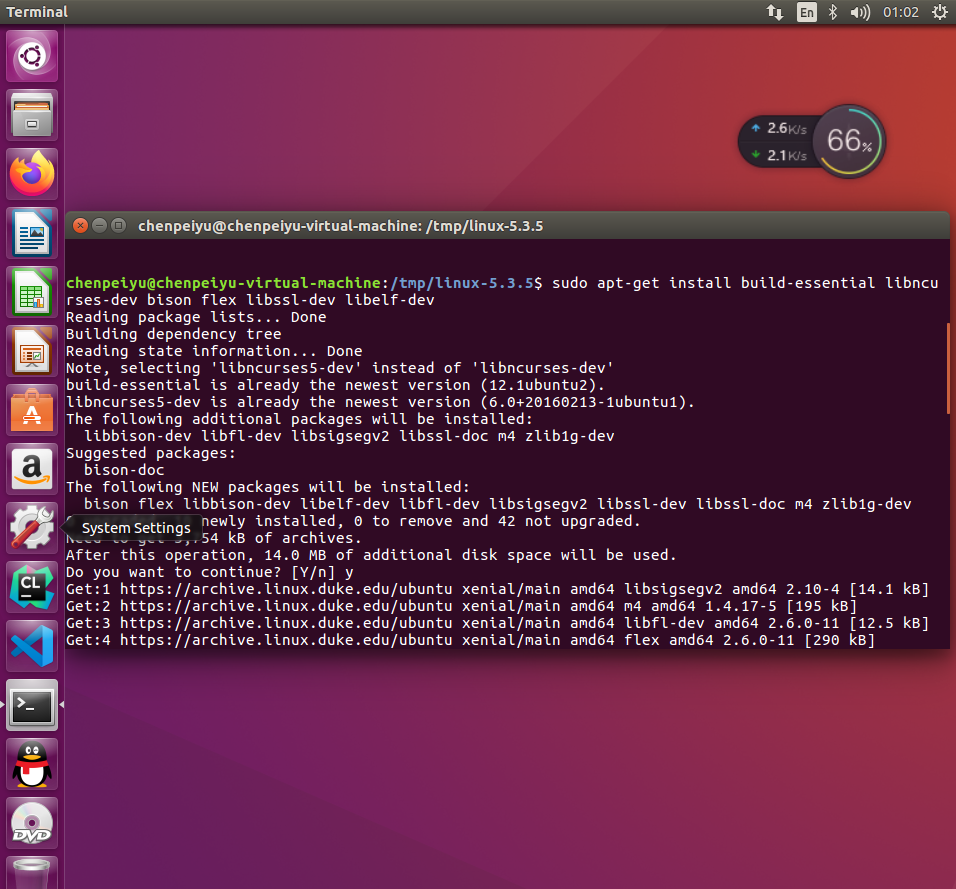 Terminal
En
01:02
2.6K/s
66%
2.1K/s
chenpeiyu@chenpeiyu-virtual-machine: /tmp/linux-5.3.5
chenpeiyu@chenpeiyu-virtual-machine:/tmp/linux-5.3.5$ sudo apt-get install build-essential libncu
rses-dev bison flex libssl-dev libelf-dev
Reading package lists... Done
Building dependency tree
Reading state information... Done
Note, selecting 'libncurses5-dev' instead of 'libncurses-dev'
build-essential is already the newest version (12.1ubuntu2).
libncurses5-dev is already the newest version (6.0+20160213-1ubuntu1).
The following additional packages will be installed:
libbison-dev libfl-dev libsigsegv2 libssl-doc m4 zlib1g-dev
Suggested packages:
bison-doc
The following NEW packages will be installed:
bison flex libbison-dev libelf-dev libfl-dev libsigsegv2 libssl-dev libssl-doc m4 zlib1g-dev
System Settings
newly installed, 0 to remove and 42 not upgraded.
kB of archives.
After this operation, 14.0 MB of additional disk space will be used.
Do you want to continue? [Y/n] y
Get:1 https://archive.linux.duke.edu/ubuntu xenial/main amd64 libsigsegv2 amd64 2.10-4 [14.1 kB]
Get:2 https://archive.linux.duke.edu/ubuntu xenial/main amd64 m4 amd64 1.4.17-5 [195 kB]
Get:3 https://archive.linux.duke.edu/ubuntu xenial/main amd64 libfl-dev amd64 2.6.0-11 [12.5 kB]
Get:4 https://archive.linux.duke.edu/ubuntu xenial/main amd64 flex amd64 2.6.0-11 [290 kB]
CL
DVD